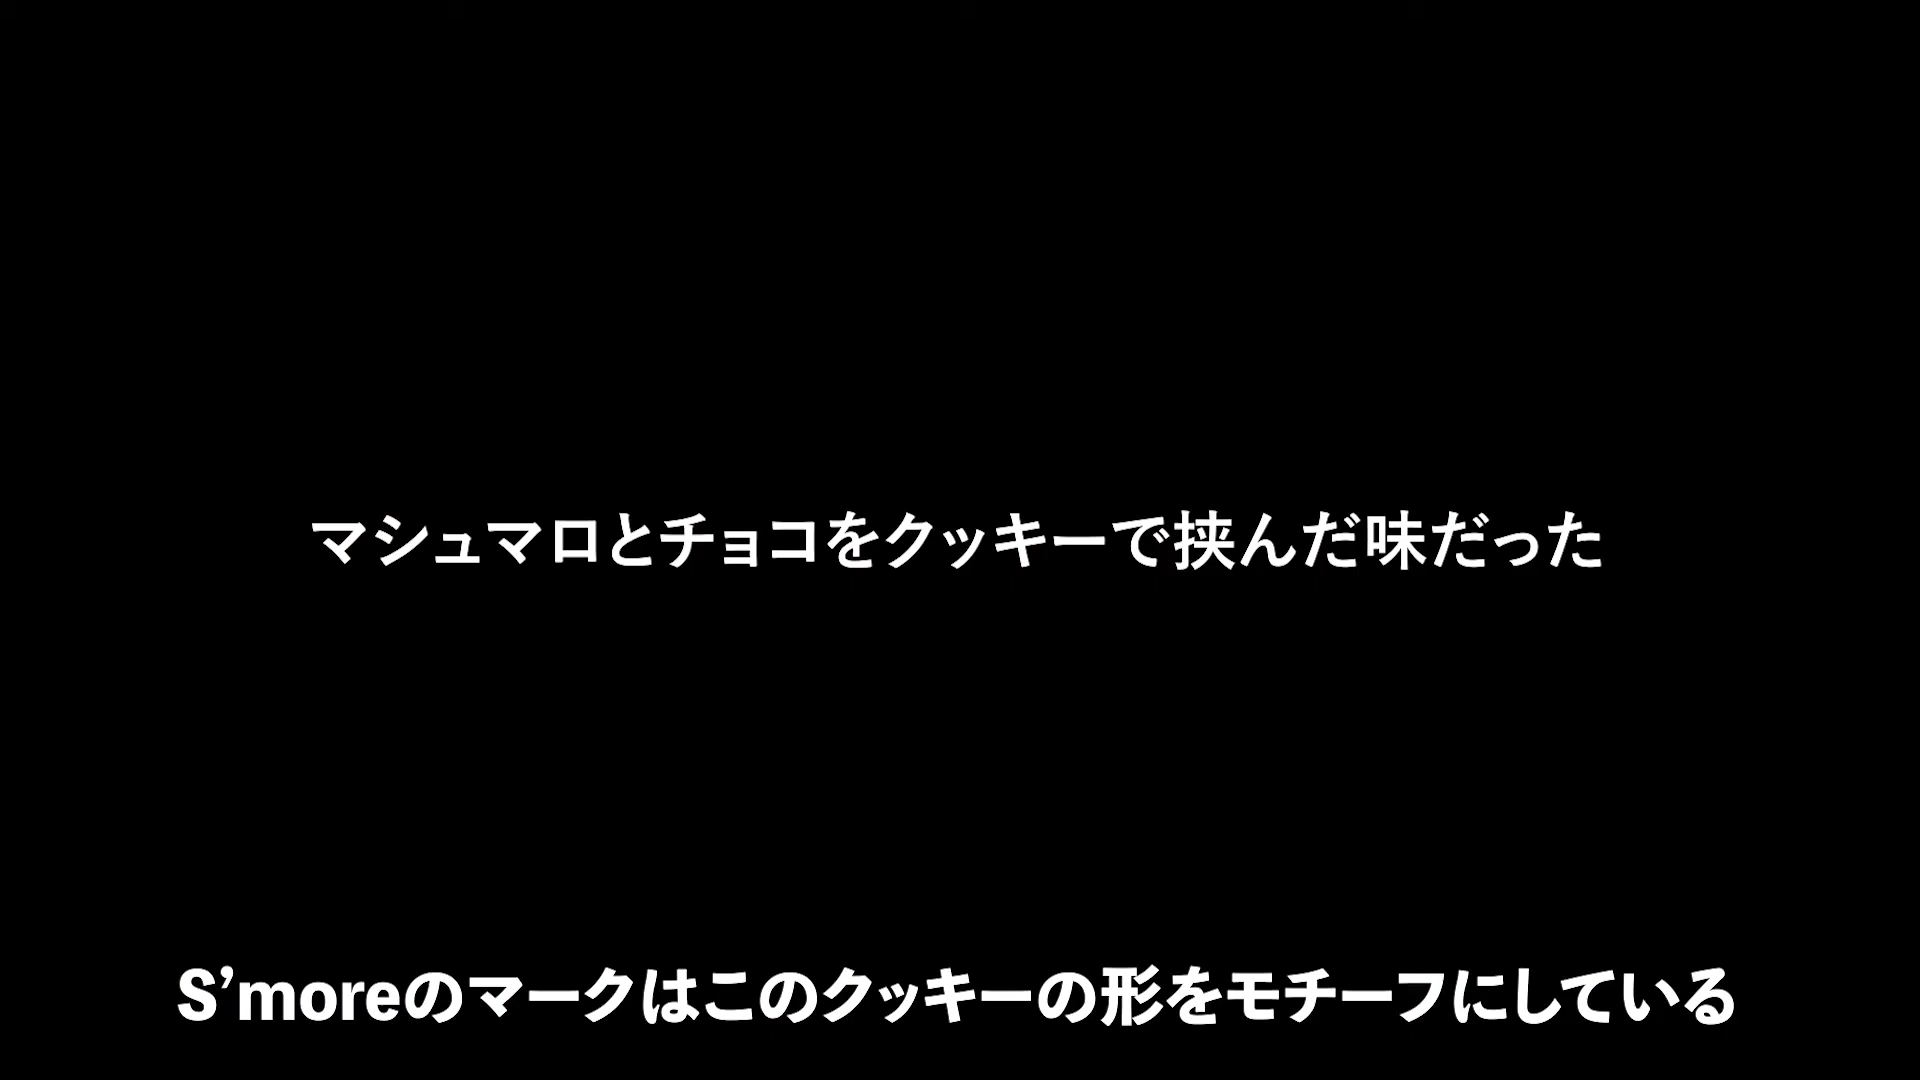 マシュマロとチョコをクッキーで挟んだ味だった
S’moreのマークはこのクッキーの形をモチーフにしている